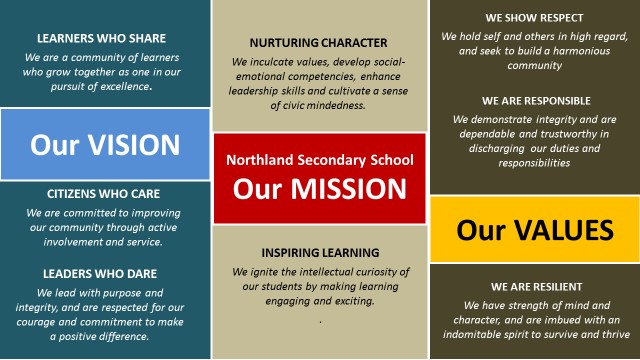 LEARNERS WHO SHARE
We are a community of learners
who grow together as one in our
pursuit of excellence.
Our VISION
CITIZENS WHO CARE
We are committed to improving
our community through active
involvement and service.
LEADERS WHO DARE
We lead with purpose and
integrity, and are respected for our
courage and commitment to make
a positive difference.
NURTURING CHARACTER
We inculcate values, develop social-
emotional competencies, enhance
leadership skills and cultivate a sense
of civic mindedness.
Northland Secondary School
Our MISSION
INSPIRING LEARNING
We ignite the intellectual curiosity of
our students by making learning
engaging and exciting.
.
WE SHOW RESPECT
We hold self and others in high regard,
and seek to build a harmonious
community
WE ARE RESPONSIBLE
We demonstrate integrity and are
dependable and trustworthy in
discharging our duties and
responsibilities
Our VALUES
WE ARE RESILIENT
We have strength of mind and
character, and are imbued with an
indomitable spirit to survive and thrive